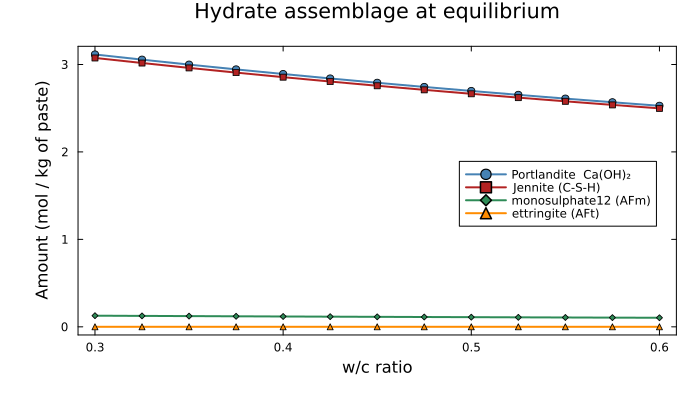 Hydrate assemblage at equilibrium
Amount (mol / kg of paste)
3
2
1
0
Portlandite  Ca(OH)₂
Jennite (C-S-H)
monosulphate12 (AFm)
ettringite (AFt)
0.3
0.4
0.5
0.6
w/c ratio